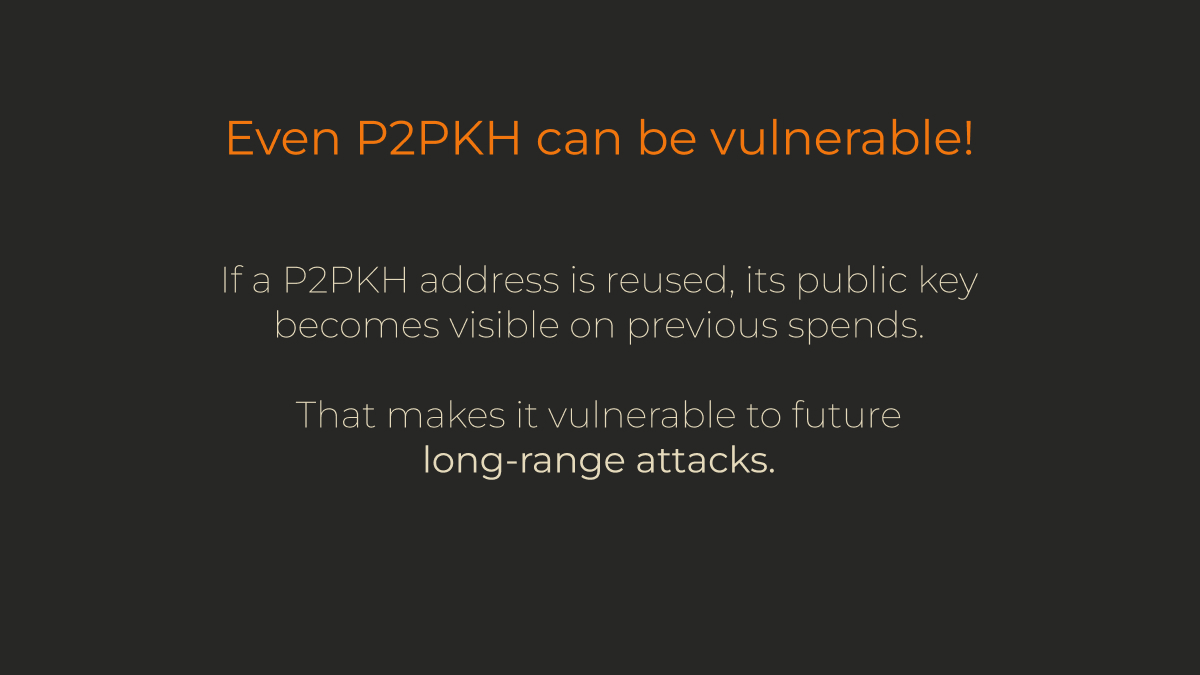 Even P2PKH can be vulnerable!
If a P2PKH address is reused, its public key
becomes visible on previous spends.
That makes it vulnerable to future
long-range attacks.